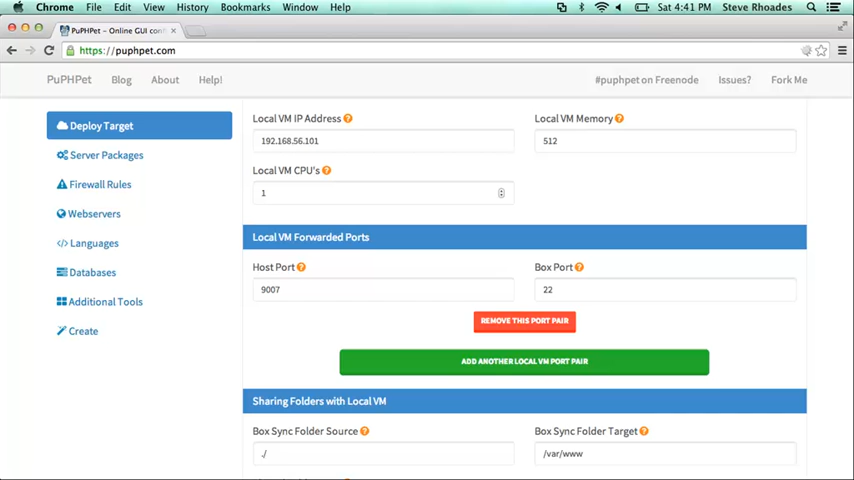 Chrome File Edit View History Bookmarks Window Help Sat 4:41 PM Steve Rhoades
PuPHPet – Online GUI con
https://puphpet.com
PuPHPet Blog About Help! #puphpet on Freenode Issues? Fork Me
Deploy Target
Server Packages
Firewall Rules
Webservers
Languages
Databases
Additional Tools
Create
Local VM IP Address ? Local VM Memory ?
192.168.56.101 512
Local VM CPU's ?
1
Local VM Forwarded Ports
Host Port ? Box Port ?
9007 22
REMOVE THIS PORT PAIR
ADD ANOTHER LOCAL VM PORT PAIR
Sharing Folders with Local VM
Box Sync Folder Source ? Box Sync Folder Target ?
./ /var/www